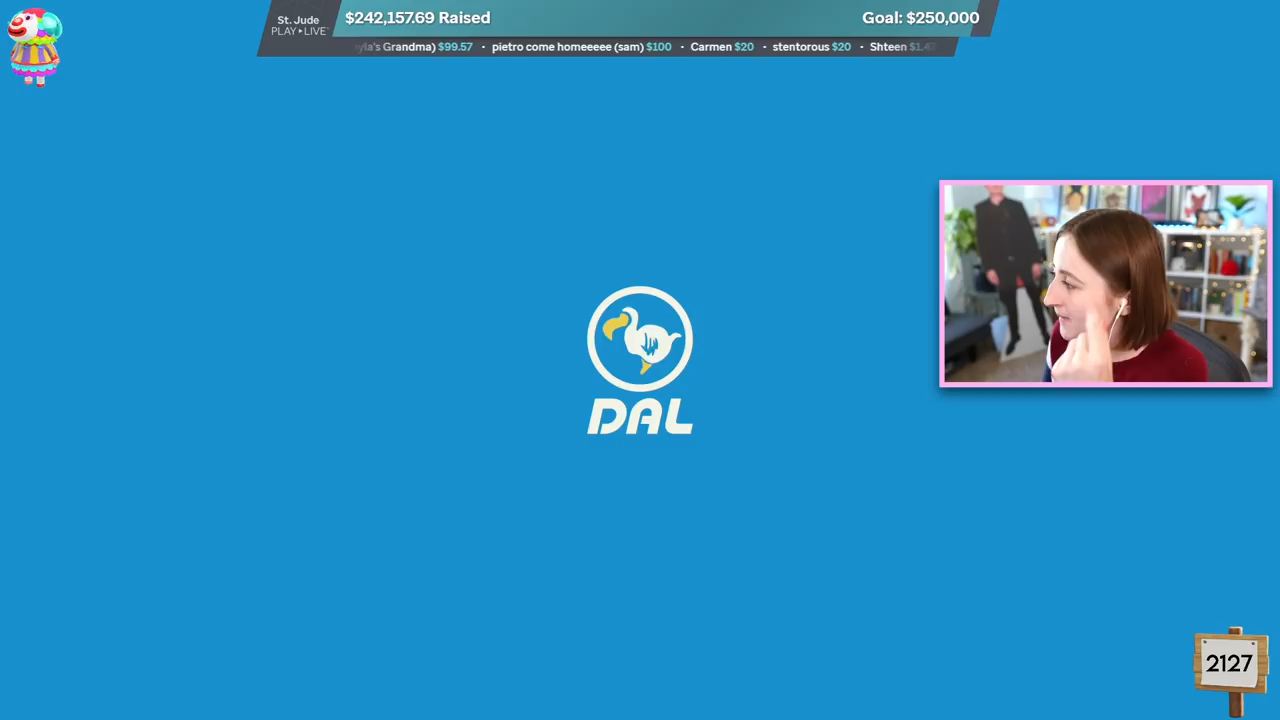 St. Jude
PLAY LIVE
$242,157.69 Raised
Goal: $250,000
yla's Grandma) $99.57 · pietro come homeeeee (sam) $100 · Carmen $20 · stentorous $20 · Shteen
DAL
2127